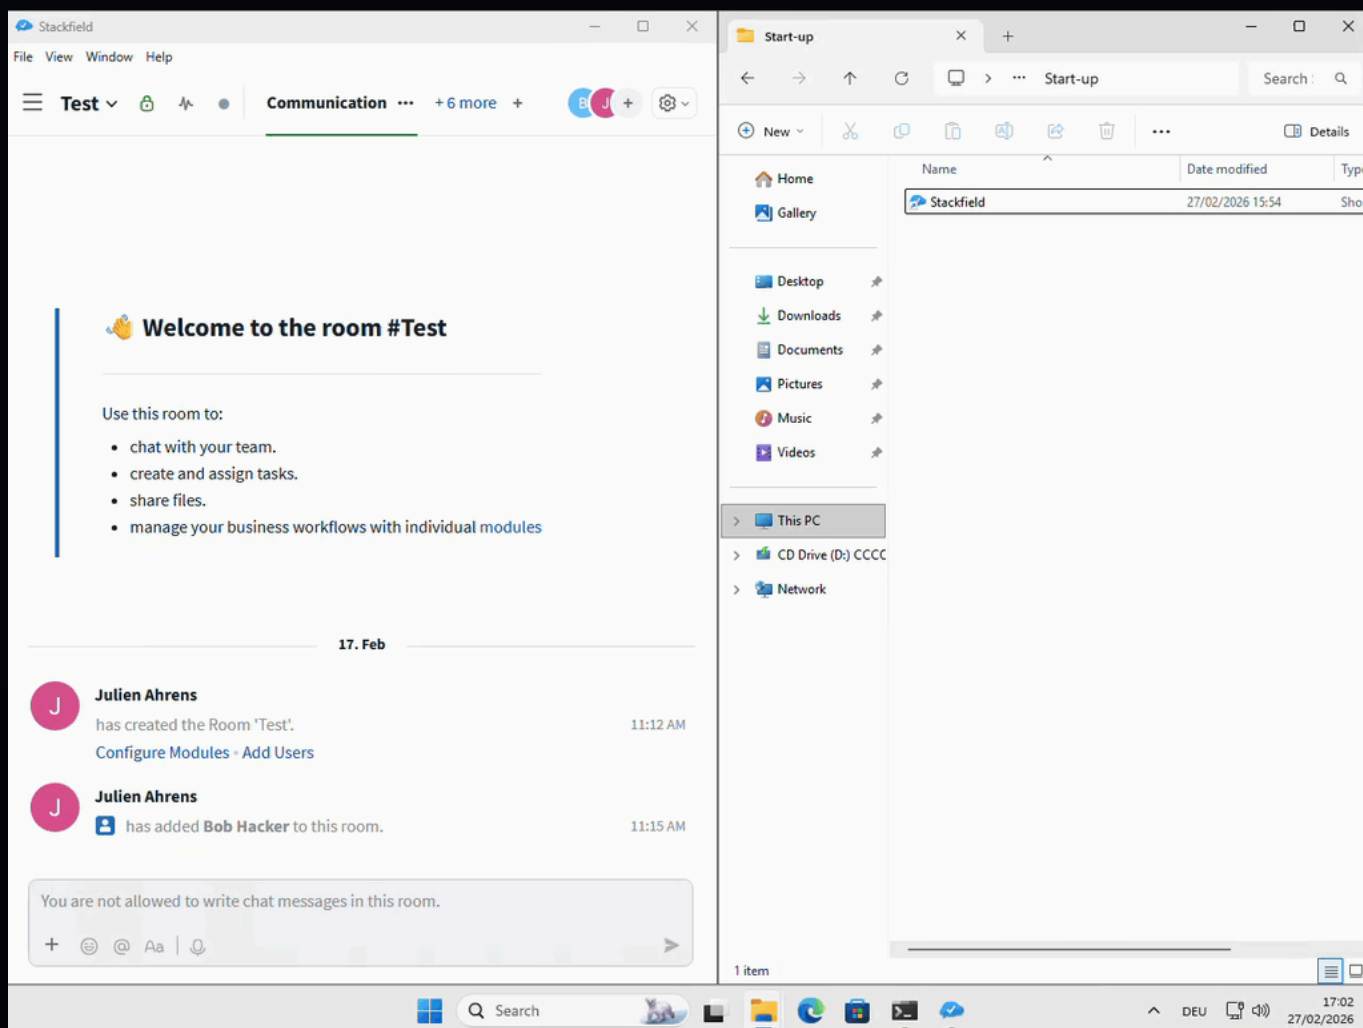 Stackfield
File View Window Help
Test Communication ... +6 more +
B J +
Welcome to the room #Test
Use this room to:
• chat with your team.
• create and assign tasks.
• share files.
• manage your business workflows with individual modules
17. Feb
J
Julien Ahrens
has created the Room 'Test'. 11:12 AM
Configure Modules • Add Users
J
Julien Ahrens
has added Bob Hacker to this room. 11:15 AM
You are not allowed to write chat messages in this room.
+ @ Aa
Start-up
Start-up
Search
New
Details
Name Date modified Type
Stackfield 27/02/2026 15:54 Sho
Home
Gallery
Desktop
Downloads
Documents
Pictures
Music
Videos
This PC
CD Drive (D:) CCCC
Network
1 item
Search
DEU
17:02
27/02/2026